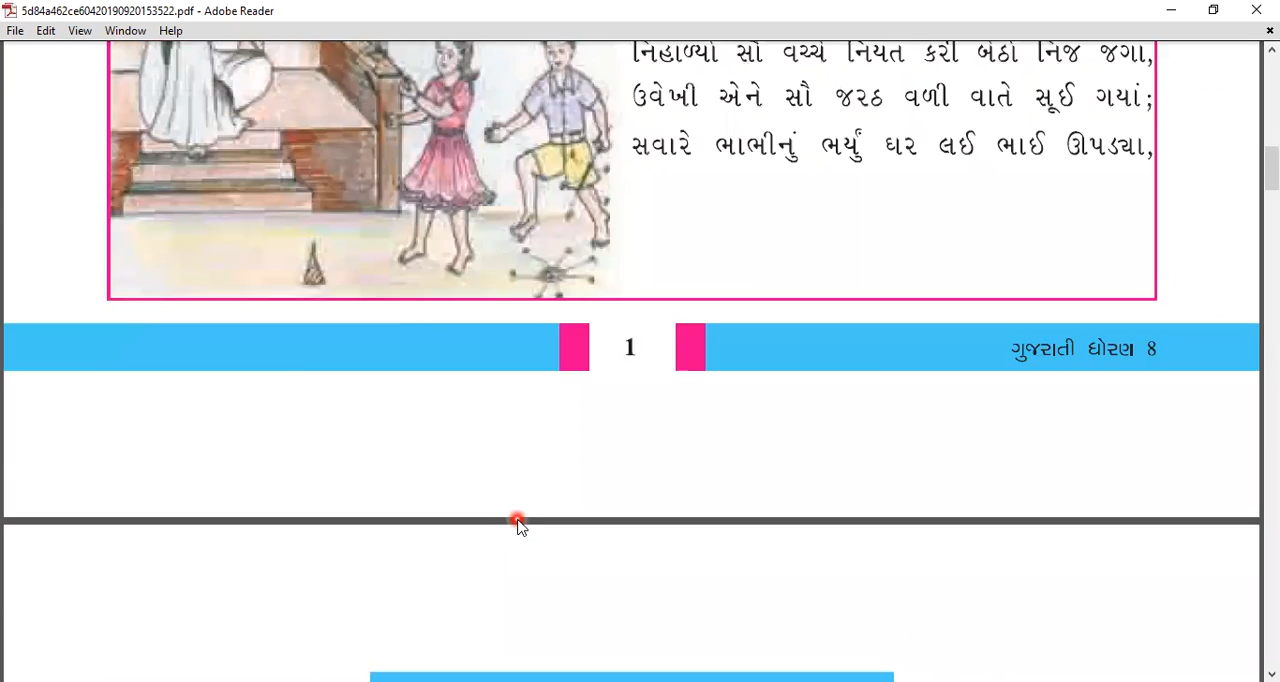 5d84a462ce60420190920153522.pdf - Adobe Reader
File Edit View Window Help
નિહાળ્યો સૌ વચ્ચે નિયત કરી બેઠો નિજ જગા,
ઉવેખી એને સૌ જરઠ વળી વાતે સૂઈ ગયાં;
સવારે ભાભીનું ભર્યું ઘર લઈ ભાઈ ઊપડ્યા,
1
ગુજરાતી ધોરણ 8